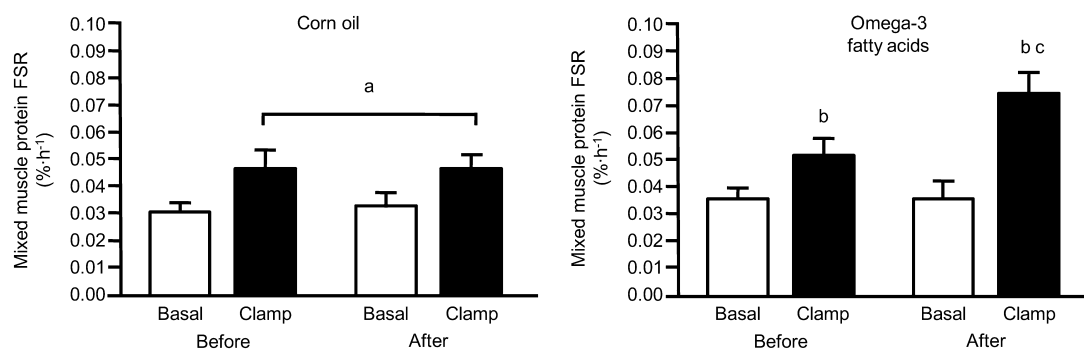 Corn oil
Mixed muscle protein FSR
(%·h-1)
0.10
0.09
0.08
0.07
0.06
0.05
0.04
0.03
0.02
0.01
0.00
a
Basal
Clamp
Basal
Clamp
Before
After
Omega-3
fatty acids
Mixed muscle protein FSR
(%·h-1)
0.10
0.09
0.08
0.07
0.06
0.05
0.04
0.03
0.02
0.01
0.00
b
b c
Basal
Clamp
Basal
Clamp
Before
After